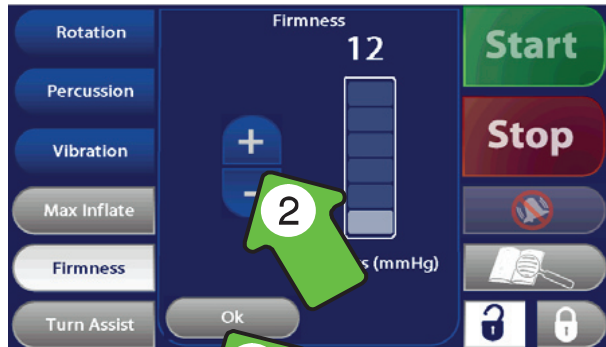 Rotation
Percussion
Vibration
Max Inflate
Firmness
Turn Assist
Firmness
12
+
-
2
(mmHg)
Ok
Start
Stop